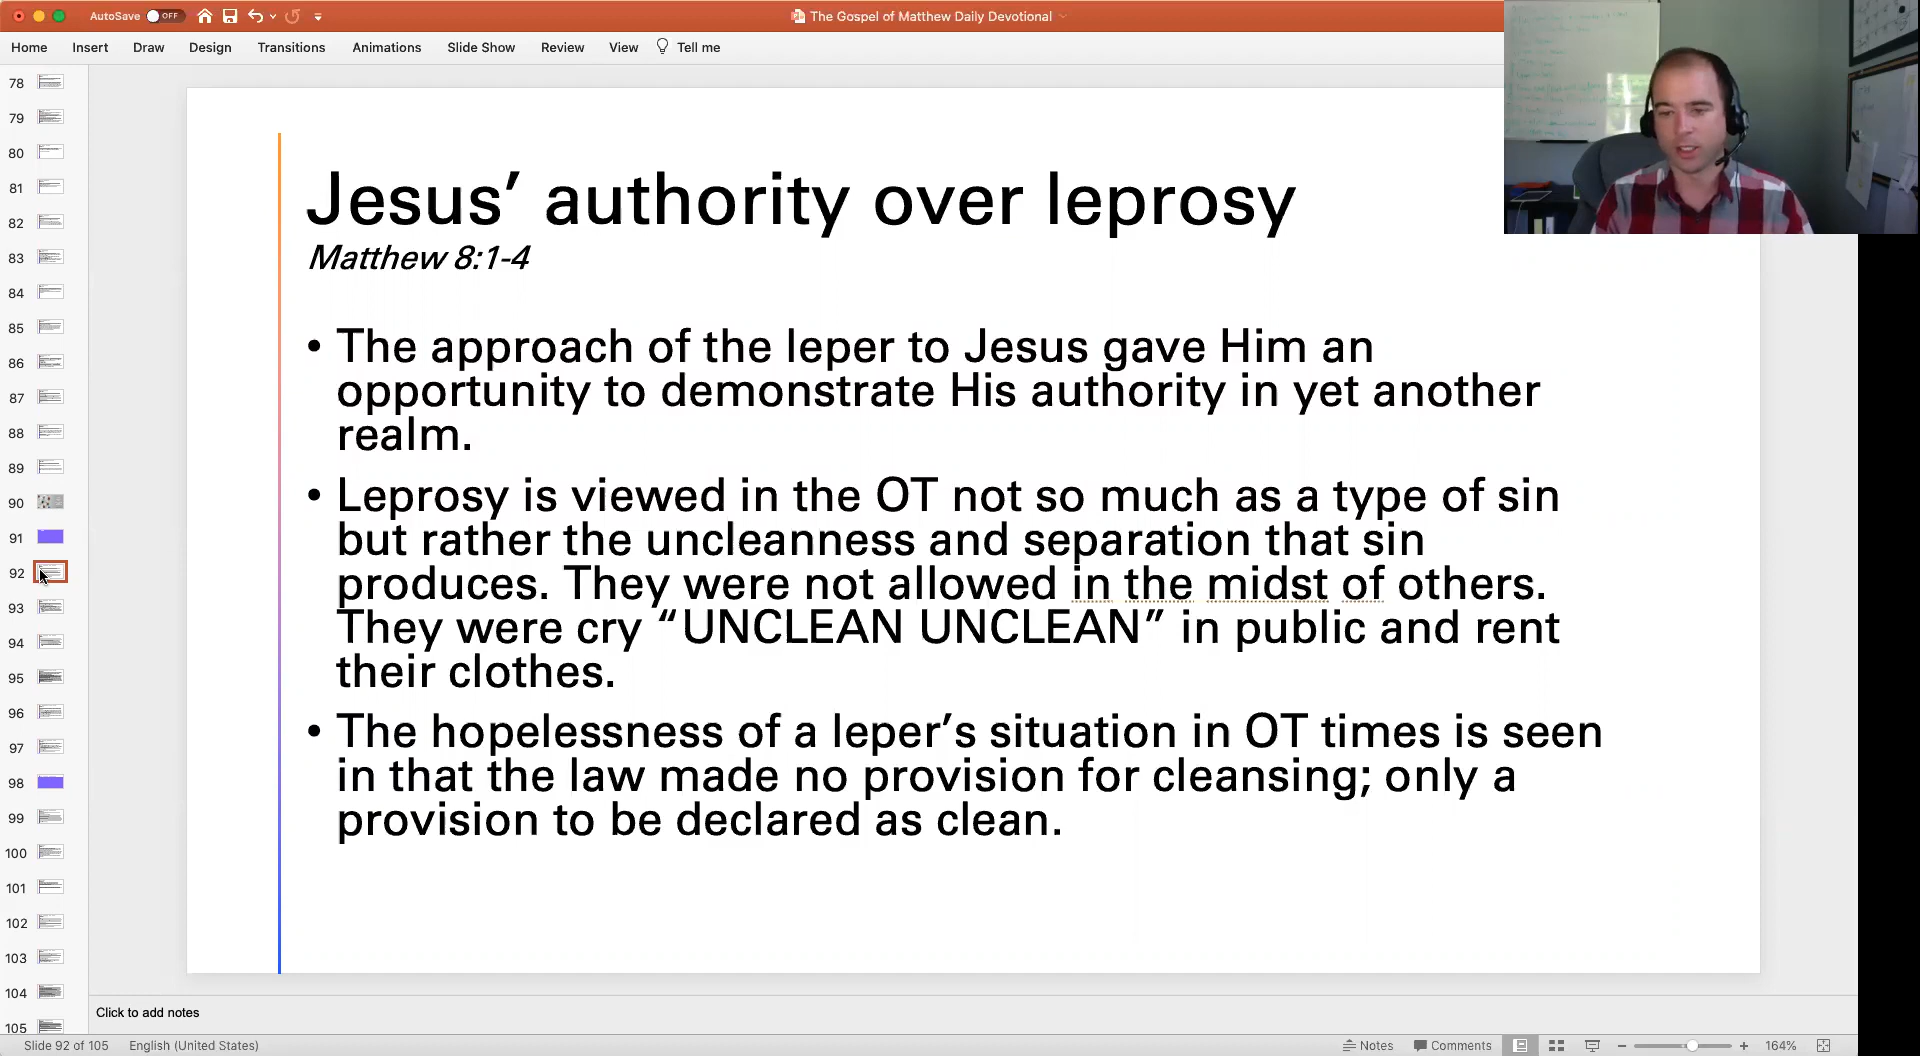 AutoSave OFF
The Gospel of Matthew Daily Devotional
Home Insert Draw Design Transitions Animations Slide Show Review View Tell me
78
79
80
81
82
83
84
85
86
87
88
89
90
91
92
93
94
95
96
97
98
99
100
101
102
103
104
105
Jesus’ authority over leprosy
Matthew 8:1-4
• The approach of the leper to Jesus gave Him an
opportunity to demonstrate His authority in yet another
realm.
• Leprosy is viewed in the OT not so much as a type of sin
but rather the uncleanness and separation that sin
produces. They were not allowed in the midst of others.
They were cry “UNCLEAN UNCLEAN” in public and rent
their clothes.
• The hopelessness of a leper’s situation in OT times is seen
in that the law made no provision for cleansing; only a
provision to be declared as clean.
Click to add notes
Slide 92 of 105 English (United States) Notes Comments 164%